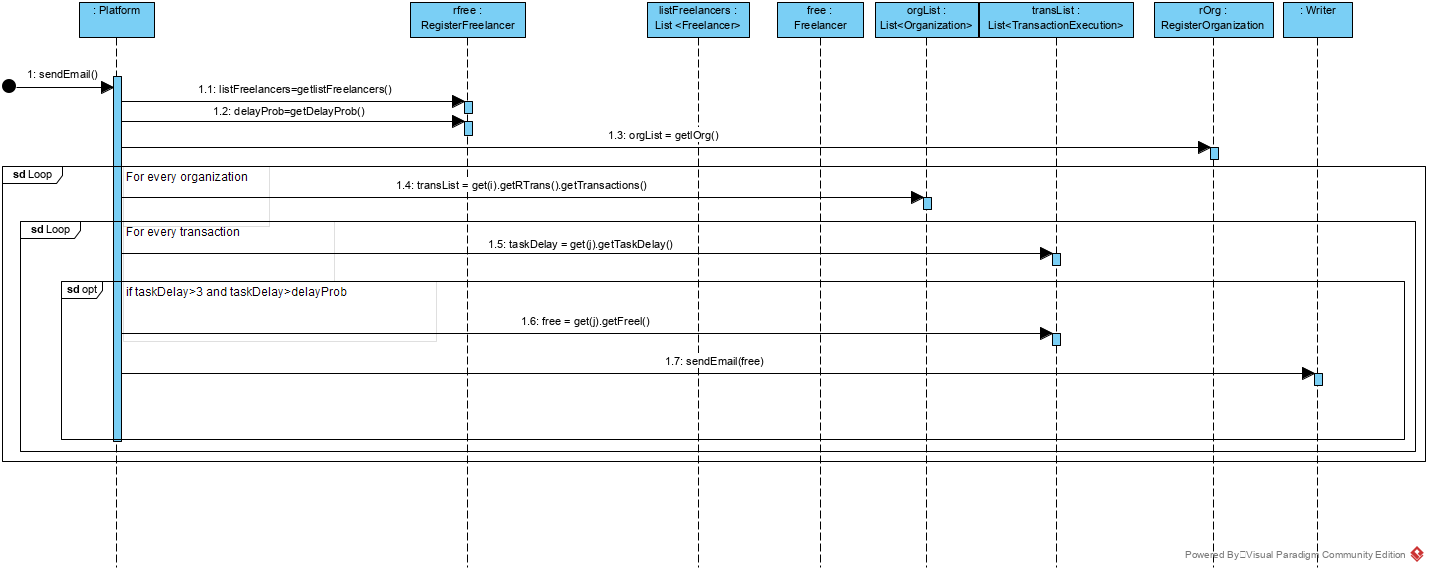 : Platform
rfree :
RegisterFreelancer
listFreelancers :
List <Freelancer>
free :
Freelancer
orgList :
List<Organization>
transList :
List<TransactionExecution>
rOrg :
RegisterOrganization
: Writer
1: sendEmail()
1.1: listFreelancers=getlistFreelancers()
1.2: delayProb=getDelayProb()
1.3: orgList = getlOrg()
sd Loop
For every organization
1.4: transList = get(i).getRTrans().getTransactions()
sd Loop
For every transaction
1.5: taskDelay = get(j).getTaskDelay()
sd opt
if taskDelay>3 and taskDelay>delayProb
1.6: free = get(j).getFreel()
1.7: sendEmail(free)
Powered By Visual Paradigm Community Edition